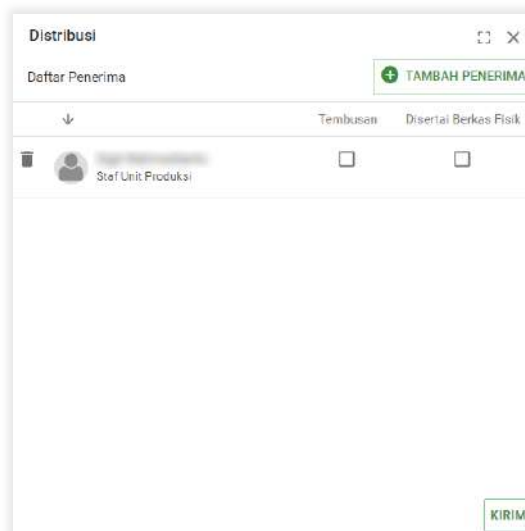 Distribusi
Daftar Penerima
TAMBAH PENERIMA
Tembusan Disertai Berkas Fisik
Staf Unit Produksi
KIRIM